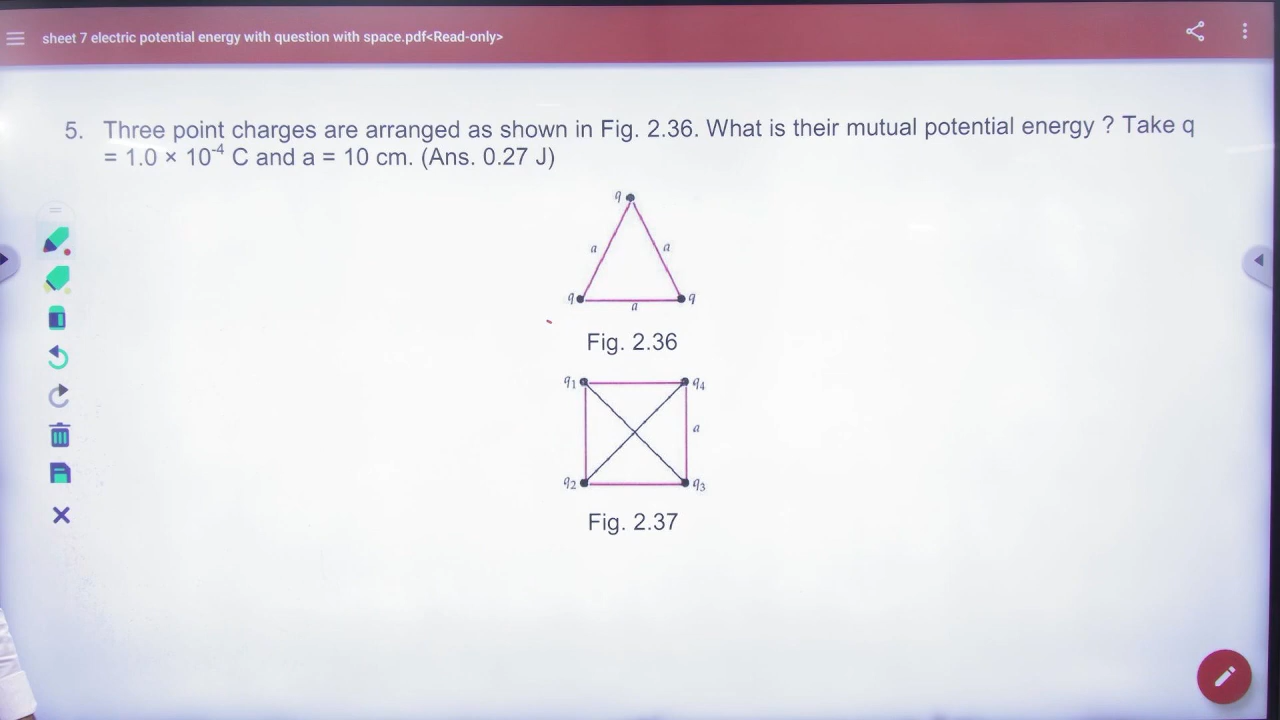 sheet 7 electric potential energy with question with space.pdf<Read-only>
5. Three point charges are arranged as shown in Fig. 2.36. What is their mutual potential energy ? Take q
= 1.0 × 10⁻⁴ C and a = 10 cm. (Ans. 0.27 J)
q
a a
q q
a
Fig. 2.36
q₁ q₄
a
q₂ q₃
Fig. 2.37